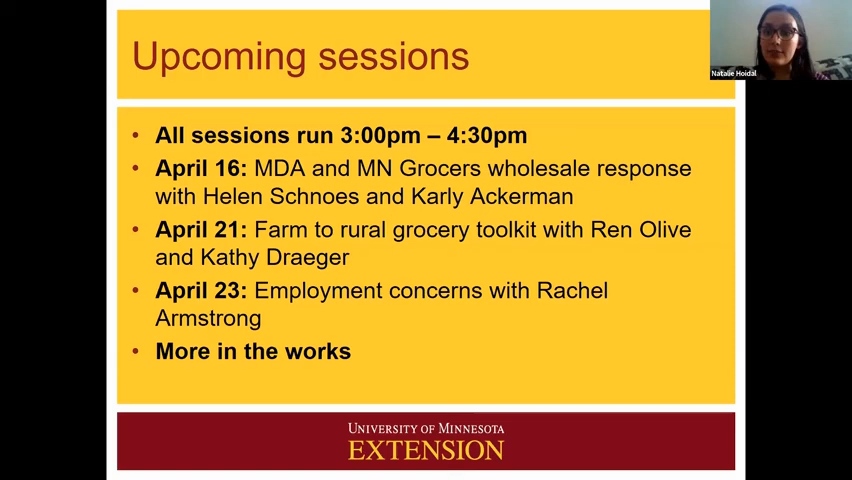 Upcoming sessions
Natalie Hoidal
• All sessions run 3:00pm – 4:30pm
• April 16: MDA and MN Grocers wholesale response
with Helen Schnoes and Karly Ackerman
• April 21: Farm to rural grocery toolkit with Ren Olive
and Kathy Draeger
• April 23: Employment concerns with Rachel
Armstrong
• More in the works
UNIVERSITY OF MINNESOTA
EXTENSION